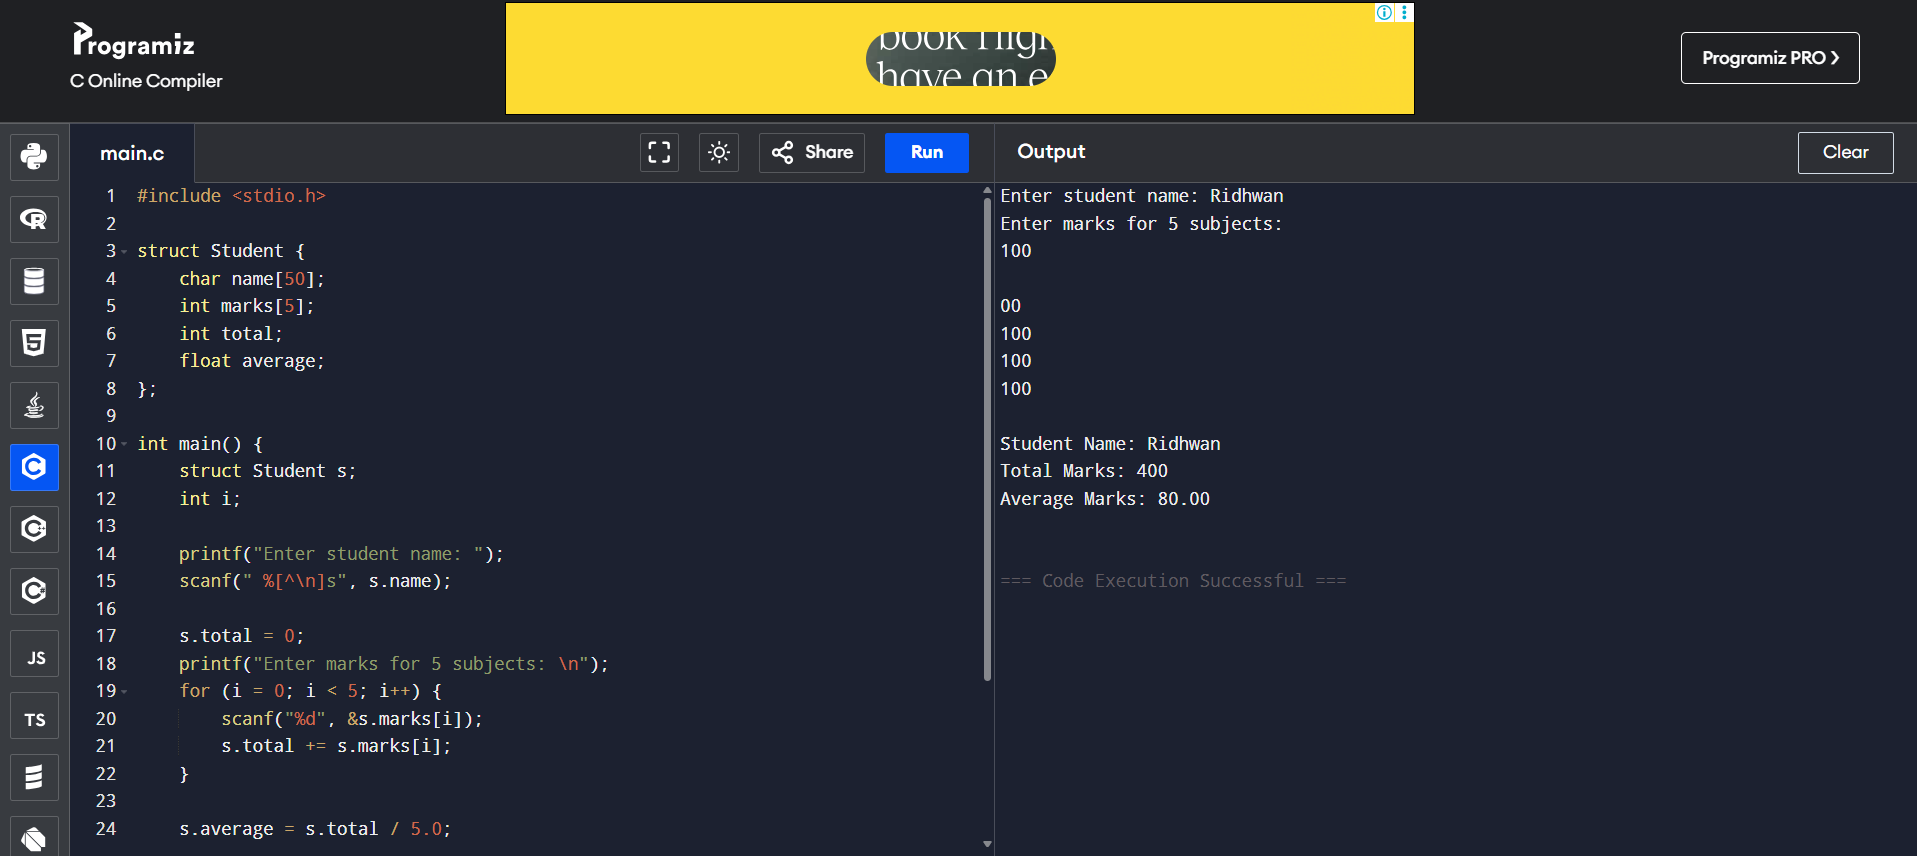 Programiz
C Online Compiler
book
have an e
Programiz PRO ❯
main.c
Share
Run
Output
Clear
1 #include <stdio.h>
2
3 struct Student {
4     char name[50];
5     int marks[5];
6     int total;
7     float average;
8 };
9
10 int main() {
11     struct Student s;
12     int i;
13
14     printf("Enter student name: ");
15     scanf(" %[^\n]s", s.name);
16
17     s.total = 0;
18     printf("Enter marks for 5 subjects: \n");
19     for (i = 0; i < 5; i++) {
20         scanf("%d", &s.marks[i]);
21         s.total += s.marks[i];
22     }
23
24     s.average = s.total / 5.0;
Enter student name: Ridhwan
Enter marks for 5 subjects:
100
00
100
100
100
Student Name: Ridhwan
Total Marks: 400
Average Marks: 80.00
=== Code Execution Successful ===
JS
TS